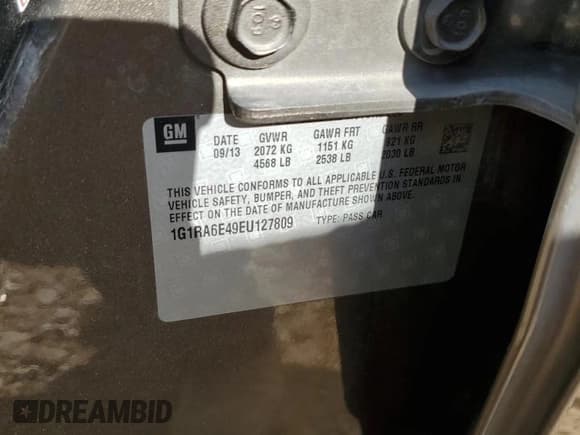 GM
DATE GVWR GAWR FRT GAWR RR
09/13 2072 KG 1151 KG 921 KG
4568 LB 2538 LB 2030 LB
THIS VEHICLE CONFORMS TO ALL APPLICABLE U.S. FEDERAL MOTOR
VEHICLE SAFETY, BUMPER, AND THEFT PREVENTION STANDARDS IN
EFFECT ON THE DATE OF MANUFACTURE SHOWN ABOVE.
1G1RA6E49EU127809 TYPE: PASS CAR
DREAMBID